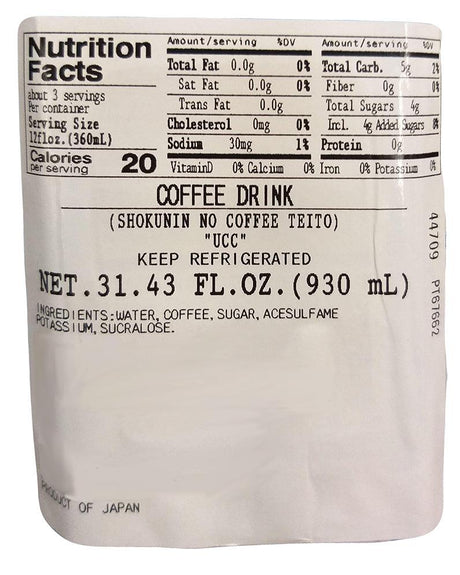 Nutrition Facts
about 3 servings
Per container
Serving Size
12floz.(360mL)
Calories 20
per serving
Amount/serving %DV
Total Fat 0.0g 0%
Sat Fat 0.0g 0%
Trans Fat 0.0g
Cholesterol 0mg 0%
Sodium 30mg 1%
Amount/serving %DV
Total Carb. 5g 2%
Fiber 0g 0%
Total Sugars 4g
Incl. 4g Added Sugars 8%
Protein 0g
VitaminD 0% Calcium 0% Iron 0% Potassium 0%
COFFEE DRINK
(SHOKUNIN NO COFFEE TEITO)
"UCC"
KEEP REFRIGERATED
NET.31.43 FL.OZ.(930 mL)
INGREDIENTS:WATER, COFFEE, SUGAR, ACESULFAME
POTASSIUM, SUCRALOSE.
44709 PT67662
PRODUCT OF JAPAN